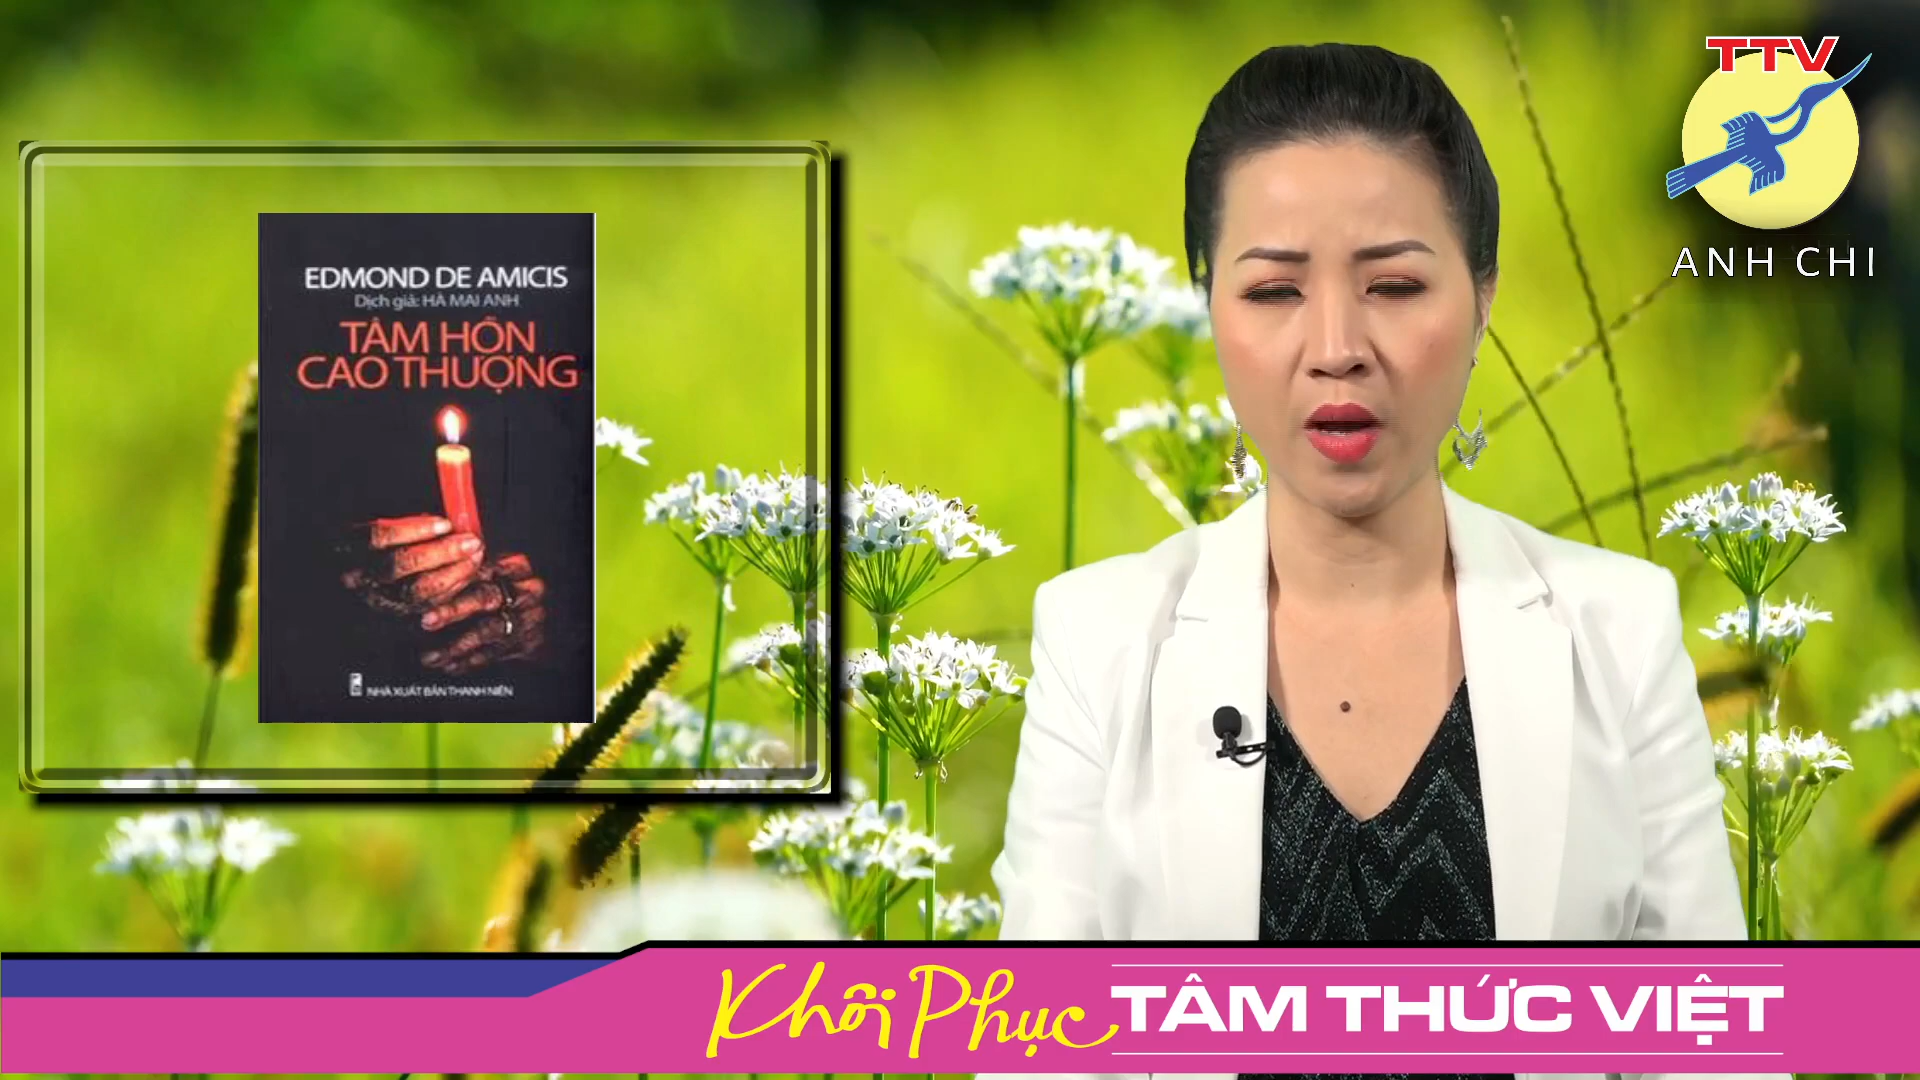 EDMOND DE AMICIS
Dịch giả: HÀ MAI ANH
TÂM HỒN
CAO THƯỢNG
NHÀ XUẤT BẢN THANH NIÊN
TTV
ANH CHI
Khôi Phục TÂM THỨC VIỆT